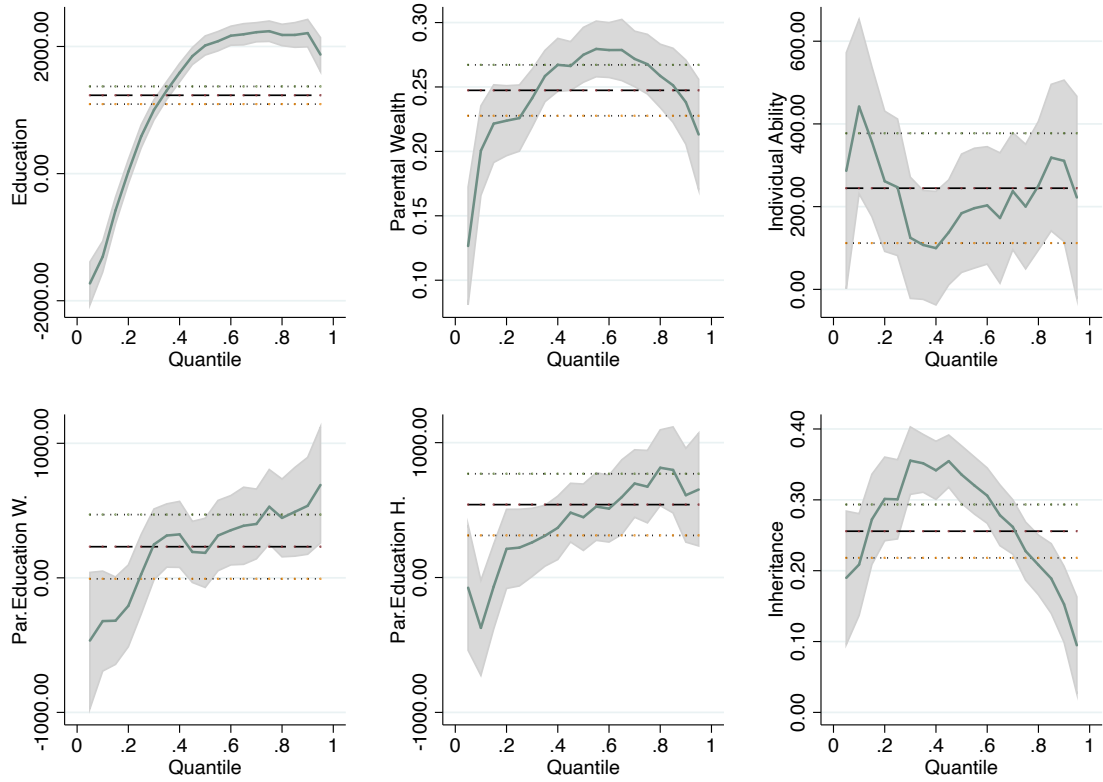 Education
2000.00
0.00
-2000.00
0 .2 .4 .6 .8 1
Quantile
Parental Wealth
0.30
0.25
0.20
0.15
0.10
0 .2 .4 .6 .8 1
Quantile
Individual Ability
600.00
400.00
200.00
0.00
0 .2 .4 .6 .8 1
Quantile
Par.Education W.
1000.00
0.00
-1000.00
0 .2 .4 .6 .8 1
Quantile
Par.Education H.
1000.00
0.00
-1000.00
0 .2 .4 .6 .8 1
Quantile
Inheritance
0.40
0.30
0.20
0.10
0.00
0 .2 .4 .6 .8 1
Quantile